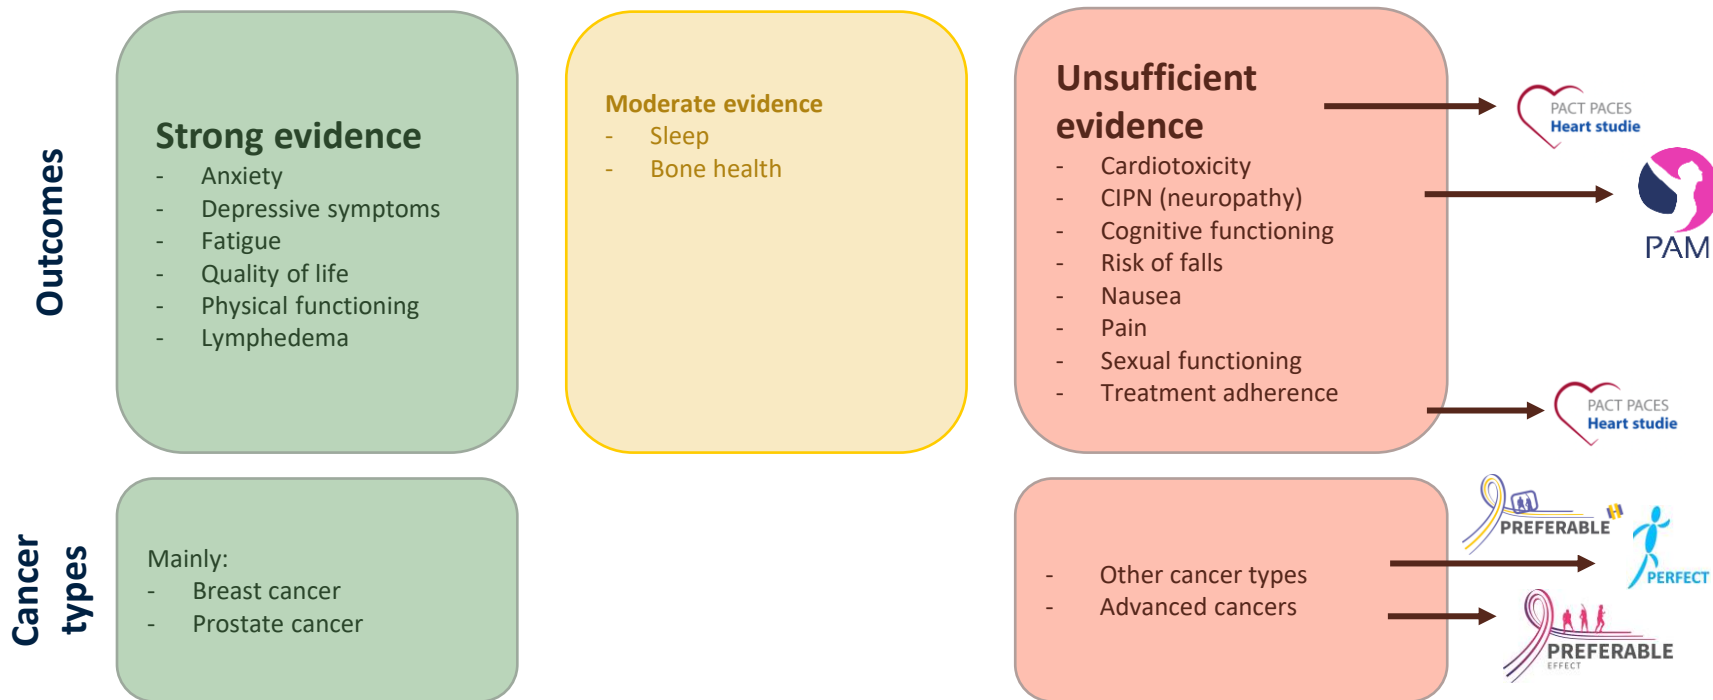 Outcomes
Strong evidence
- Anxiety
- Depressive symptoms
- Fatigue
- Quality of life
- Physical functioning
- Lymphedema
Moderate evidence
- Sleep
- Bone health
Unsufficient
evidence
- Cardiotoxicity
- CIPN (neuropathy)
- Cognitive functioning
- Risk of falls
- Nausea
- Pain
- Sexual functioning
- Treatment adherence
PACT PACES
Heart studie
PAM
PACT PACES
Heart studie
Cancer
types
Mainly:
- Breast cancer
- Prostate cancer
- Other cancer types
- Advanced cancers
PREFERABLE
PERFECT
PREFERABLE
EFFECT